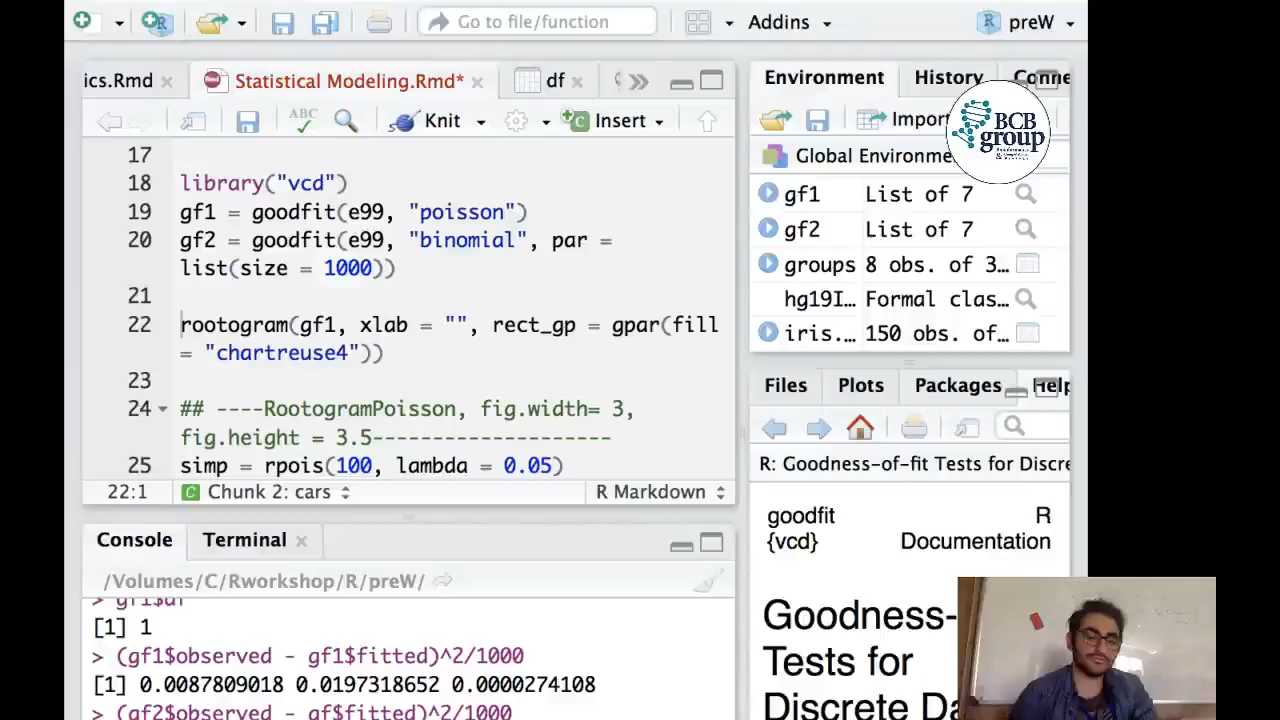 Go to file/function
Addins
preW
ics.Rmd
Statistical Modeling.Rmd*
df
Environment
History
Conne
ABC
Knit
Insert
Import
BCB
group
Global Environme
17
18 library("vcd")
19 gf1 = goodfit(e99, "poisson")
20 gf2 = goodfit(e99, "binomial", par =
list(size = 1000))
21
22 rootogram(gf1, xlab = "", rect_gp = gpar(fill
= "chartreuse4"))
23
24 ## ----RootogramPoisson, fig.width= 3,
fig.height = 3.5--------------------
25 simp = rpois(100, lambda = 0.05)
22:1 Chunk 2: cars R Markdown
gf1 List of 7
gf2 List of 7
groups 8 obs. of 3…
hg19I… Formal clas…
iris.… 150 obs. of…
Files Plots Packages Help
R: Goodness-of-fit Tests for Discre
goodfit R
{vcd} Documentation
Goodness-
Tests for
Discrete Da
Console Terminal
/Volumes/C/Rworkshop/R/preW/
> gf1$df
[1] 1
> (gf1$observed - gf1$fitted)^2/1000
[1] 0.0087809018 0.0197318652 0.0000274108
> (gf2$observed - gf$fitted)^2/1000